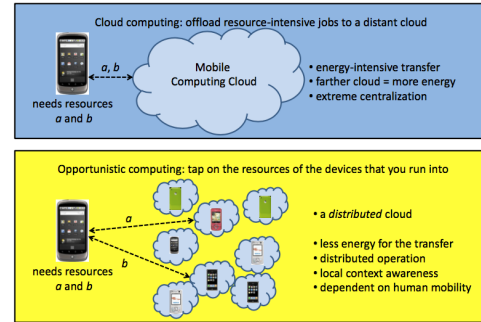 Cloud computing: offload resource-intensive jobs to a distant cloud
a, b
Mobile
Computing Cloud
needs resources
a and b
• energy-intensive transfer
• farther cloud = more energy
• extreme centralization
Opportunistic computing: tap on the resources of the devices that you run into
a
b
needs resources
a and b
• a distributed cloud
• less energy for the transfer
• distributed operation
• local context awareness
• dependent on human mobility